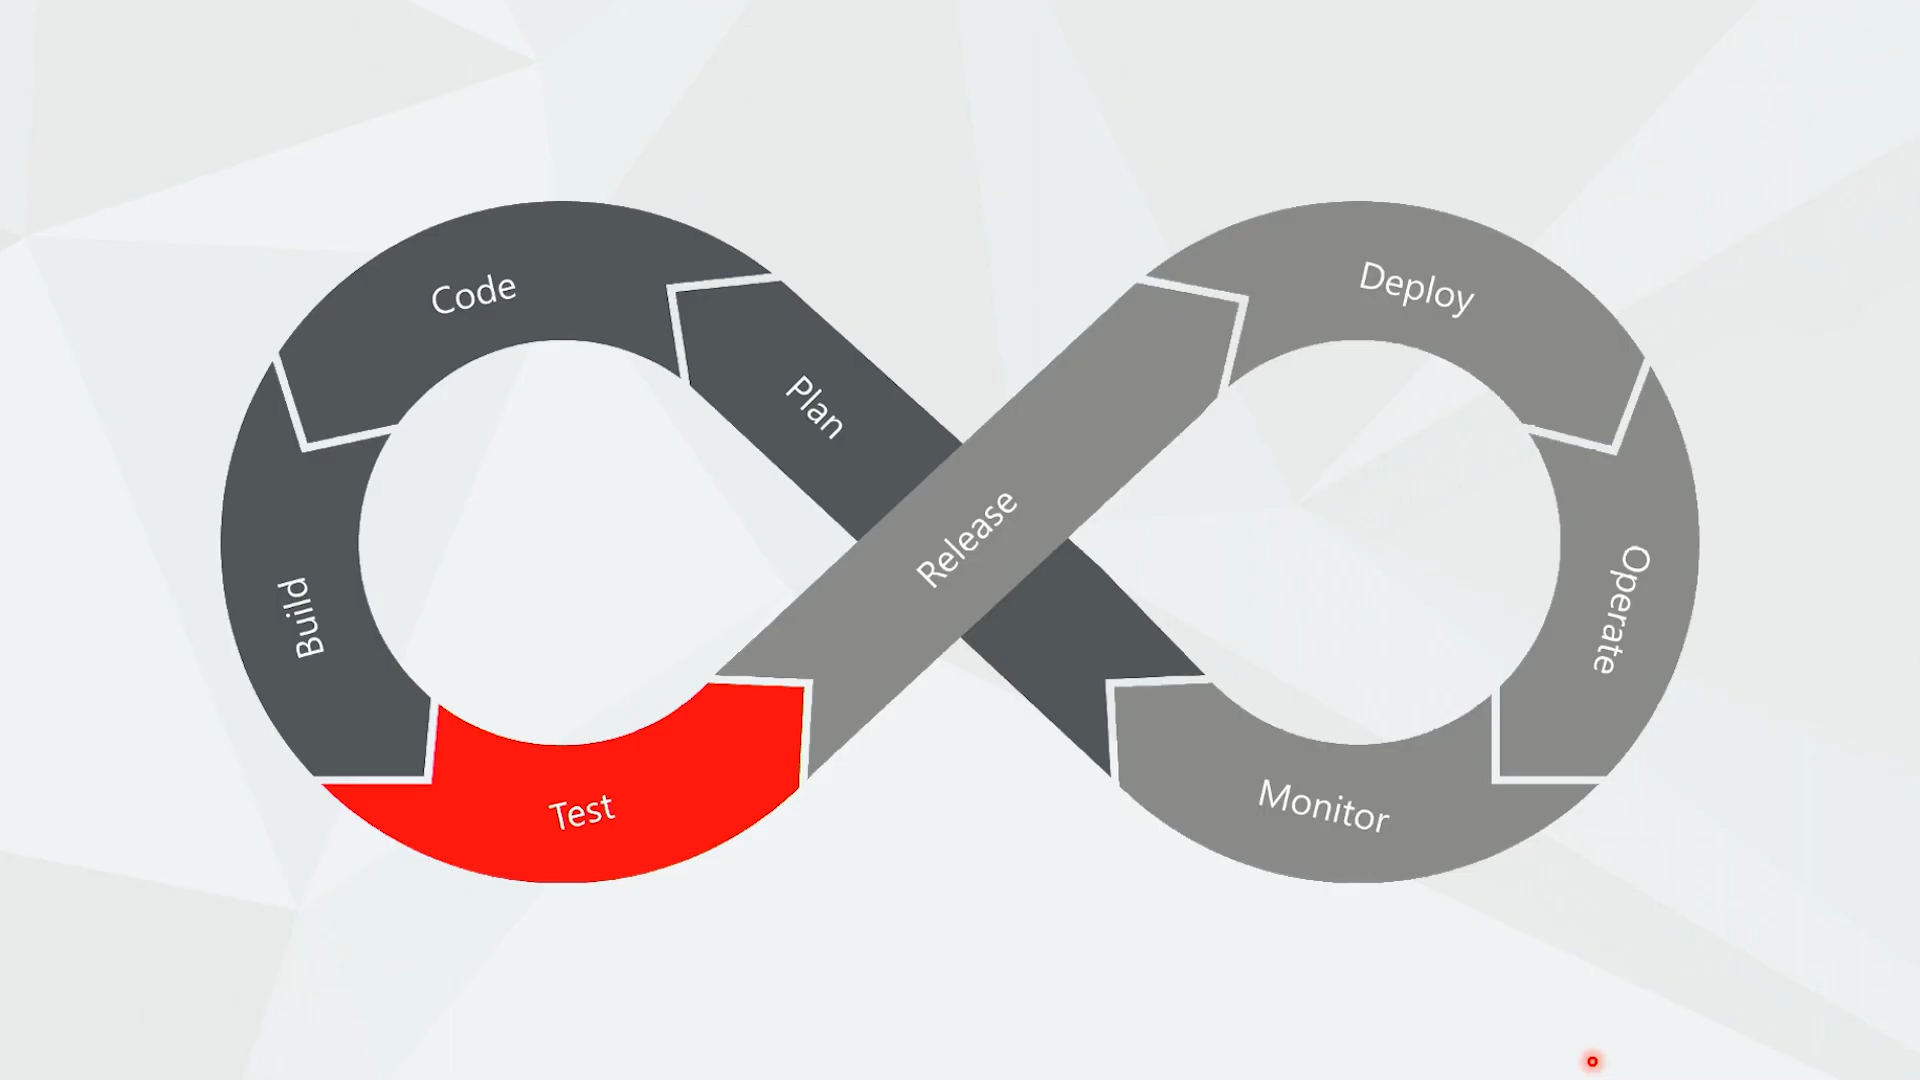 Code
Deploy
Plan
Release
Build
Operate
Test
Monitor